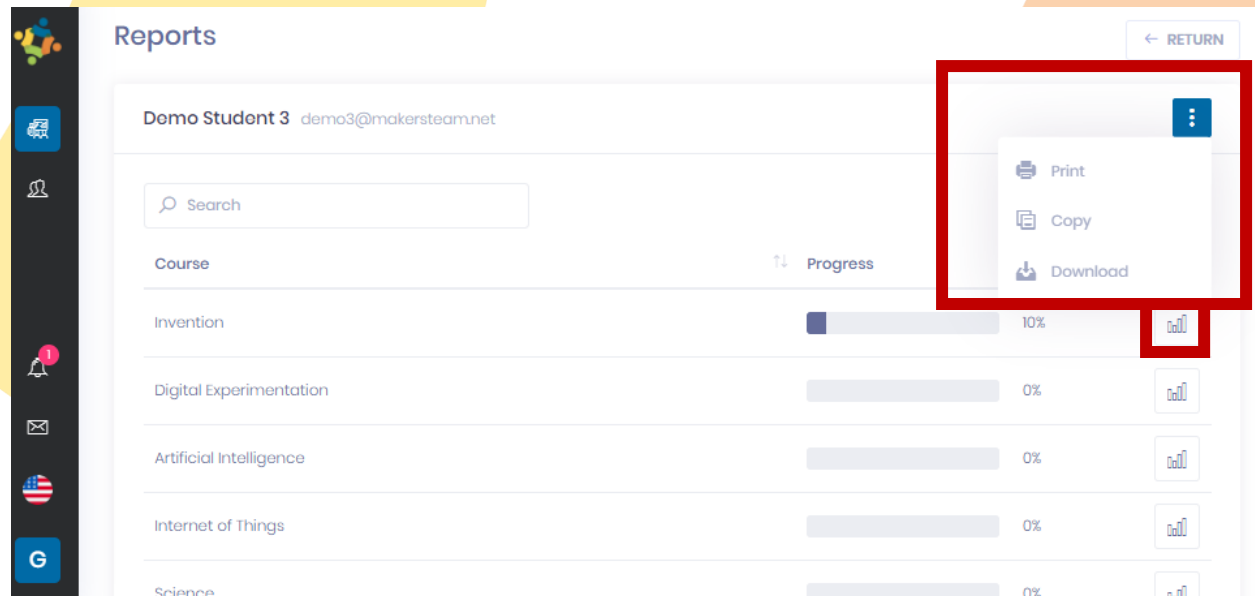 Reports
← RETURN
Demo Student 3 demo3@makersteam.net
Print
Search
Copy
Course Progress
Download
Invention 10%
1
Digital Experimentation 0%
Artificial Intelligence 0%
Internet of Things 0%
G
Science 0%